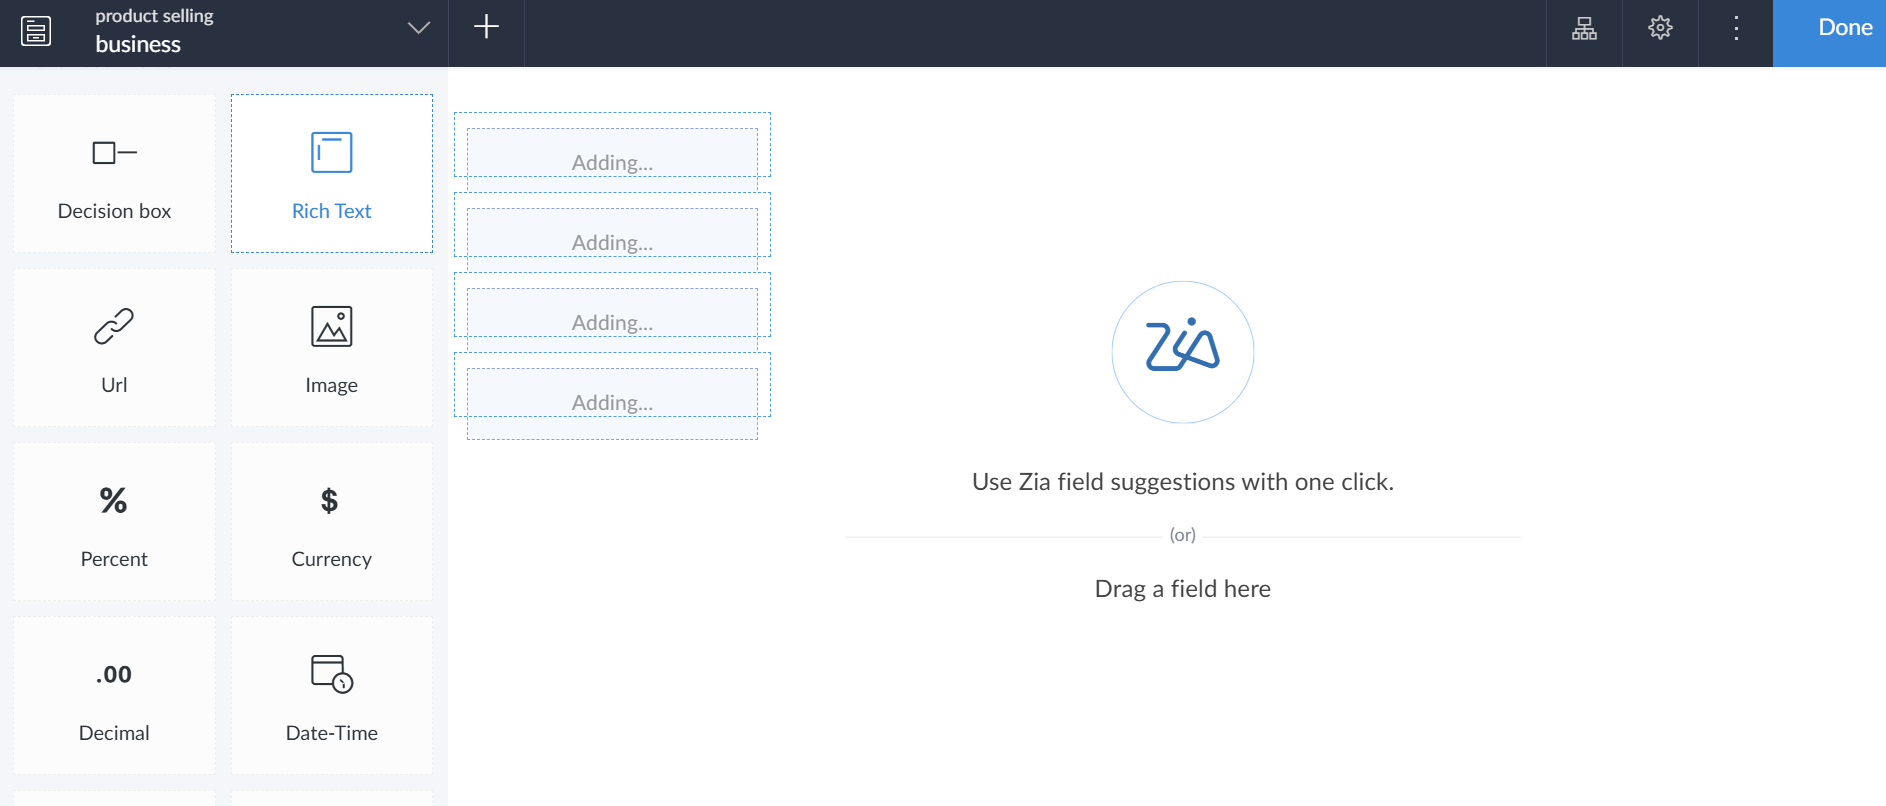 product selling
business
Done
Decision box
Rich Text
Url
Image
%
Percent
$
Currency
.00
Decimal
Date-Time
Adding...
Adding...
Adding...
Adding...
Zia
Use Zia field suggestions with one click.
(or)
Drag a field here